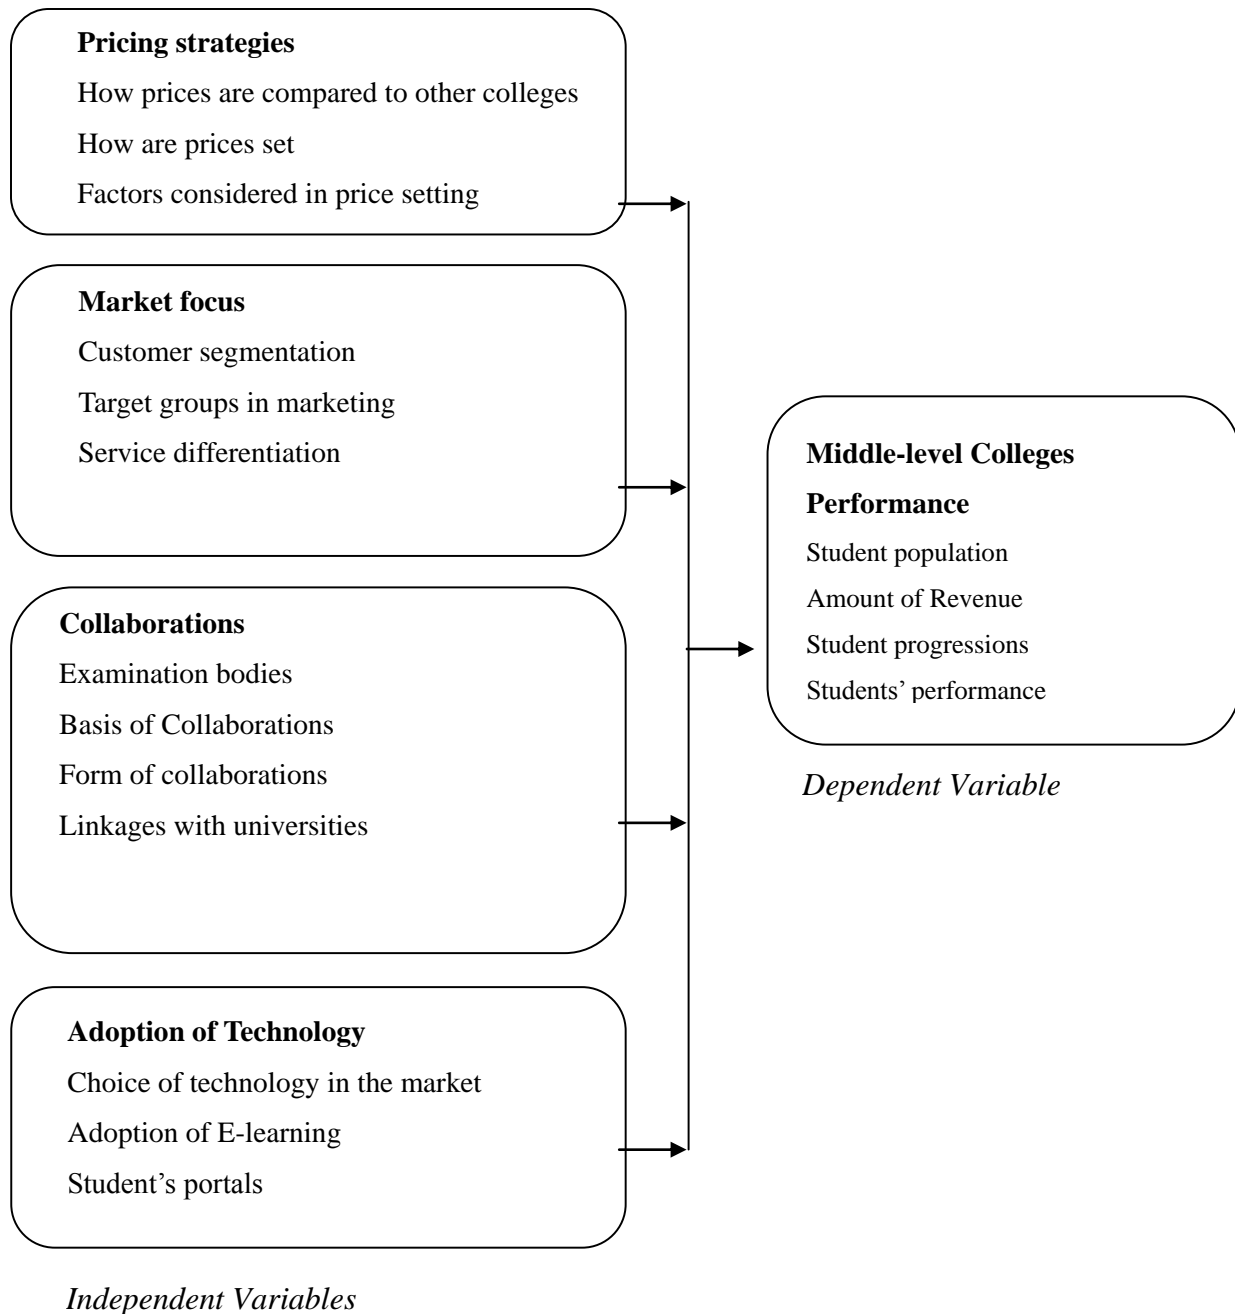 Pricing strategies
How prices are compared to other colleges
How are prices set
Factors considered in price setting
Market focus
Customer segmentation
Target groups in marketing
Service differentiation
Collaborations
Examination bodies
Basis of Collaborations
Form of collaborations
Linkages with universities
Adoption of Technology
Choice of technology in the market
Adoption of E-learning
Student’s portals
Independent Variables
Middle-level Colleges
Performance
Student population
Amount of Revenue
Student progressions
Students’ performance
Dependent Variable